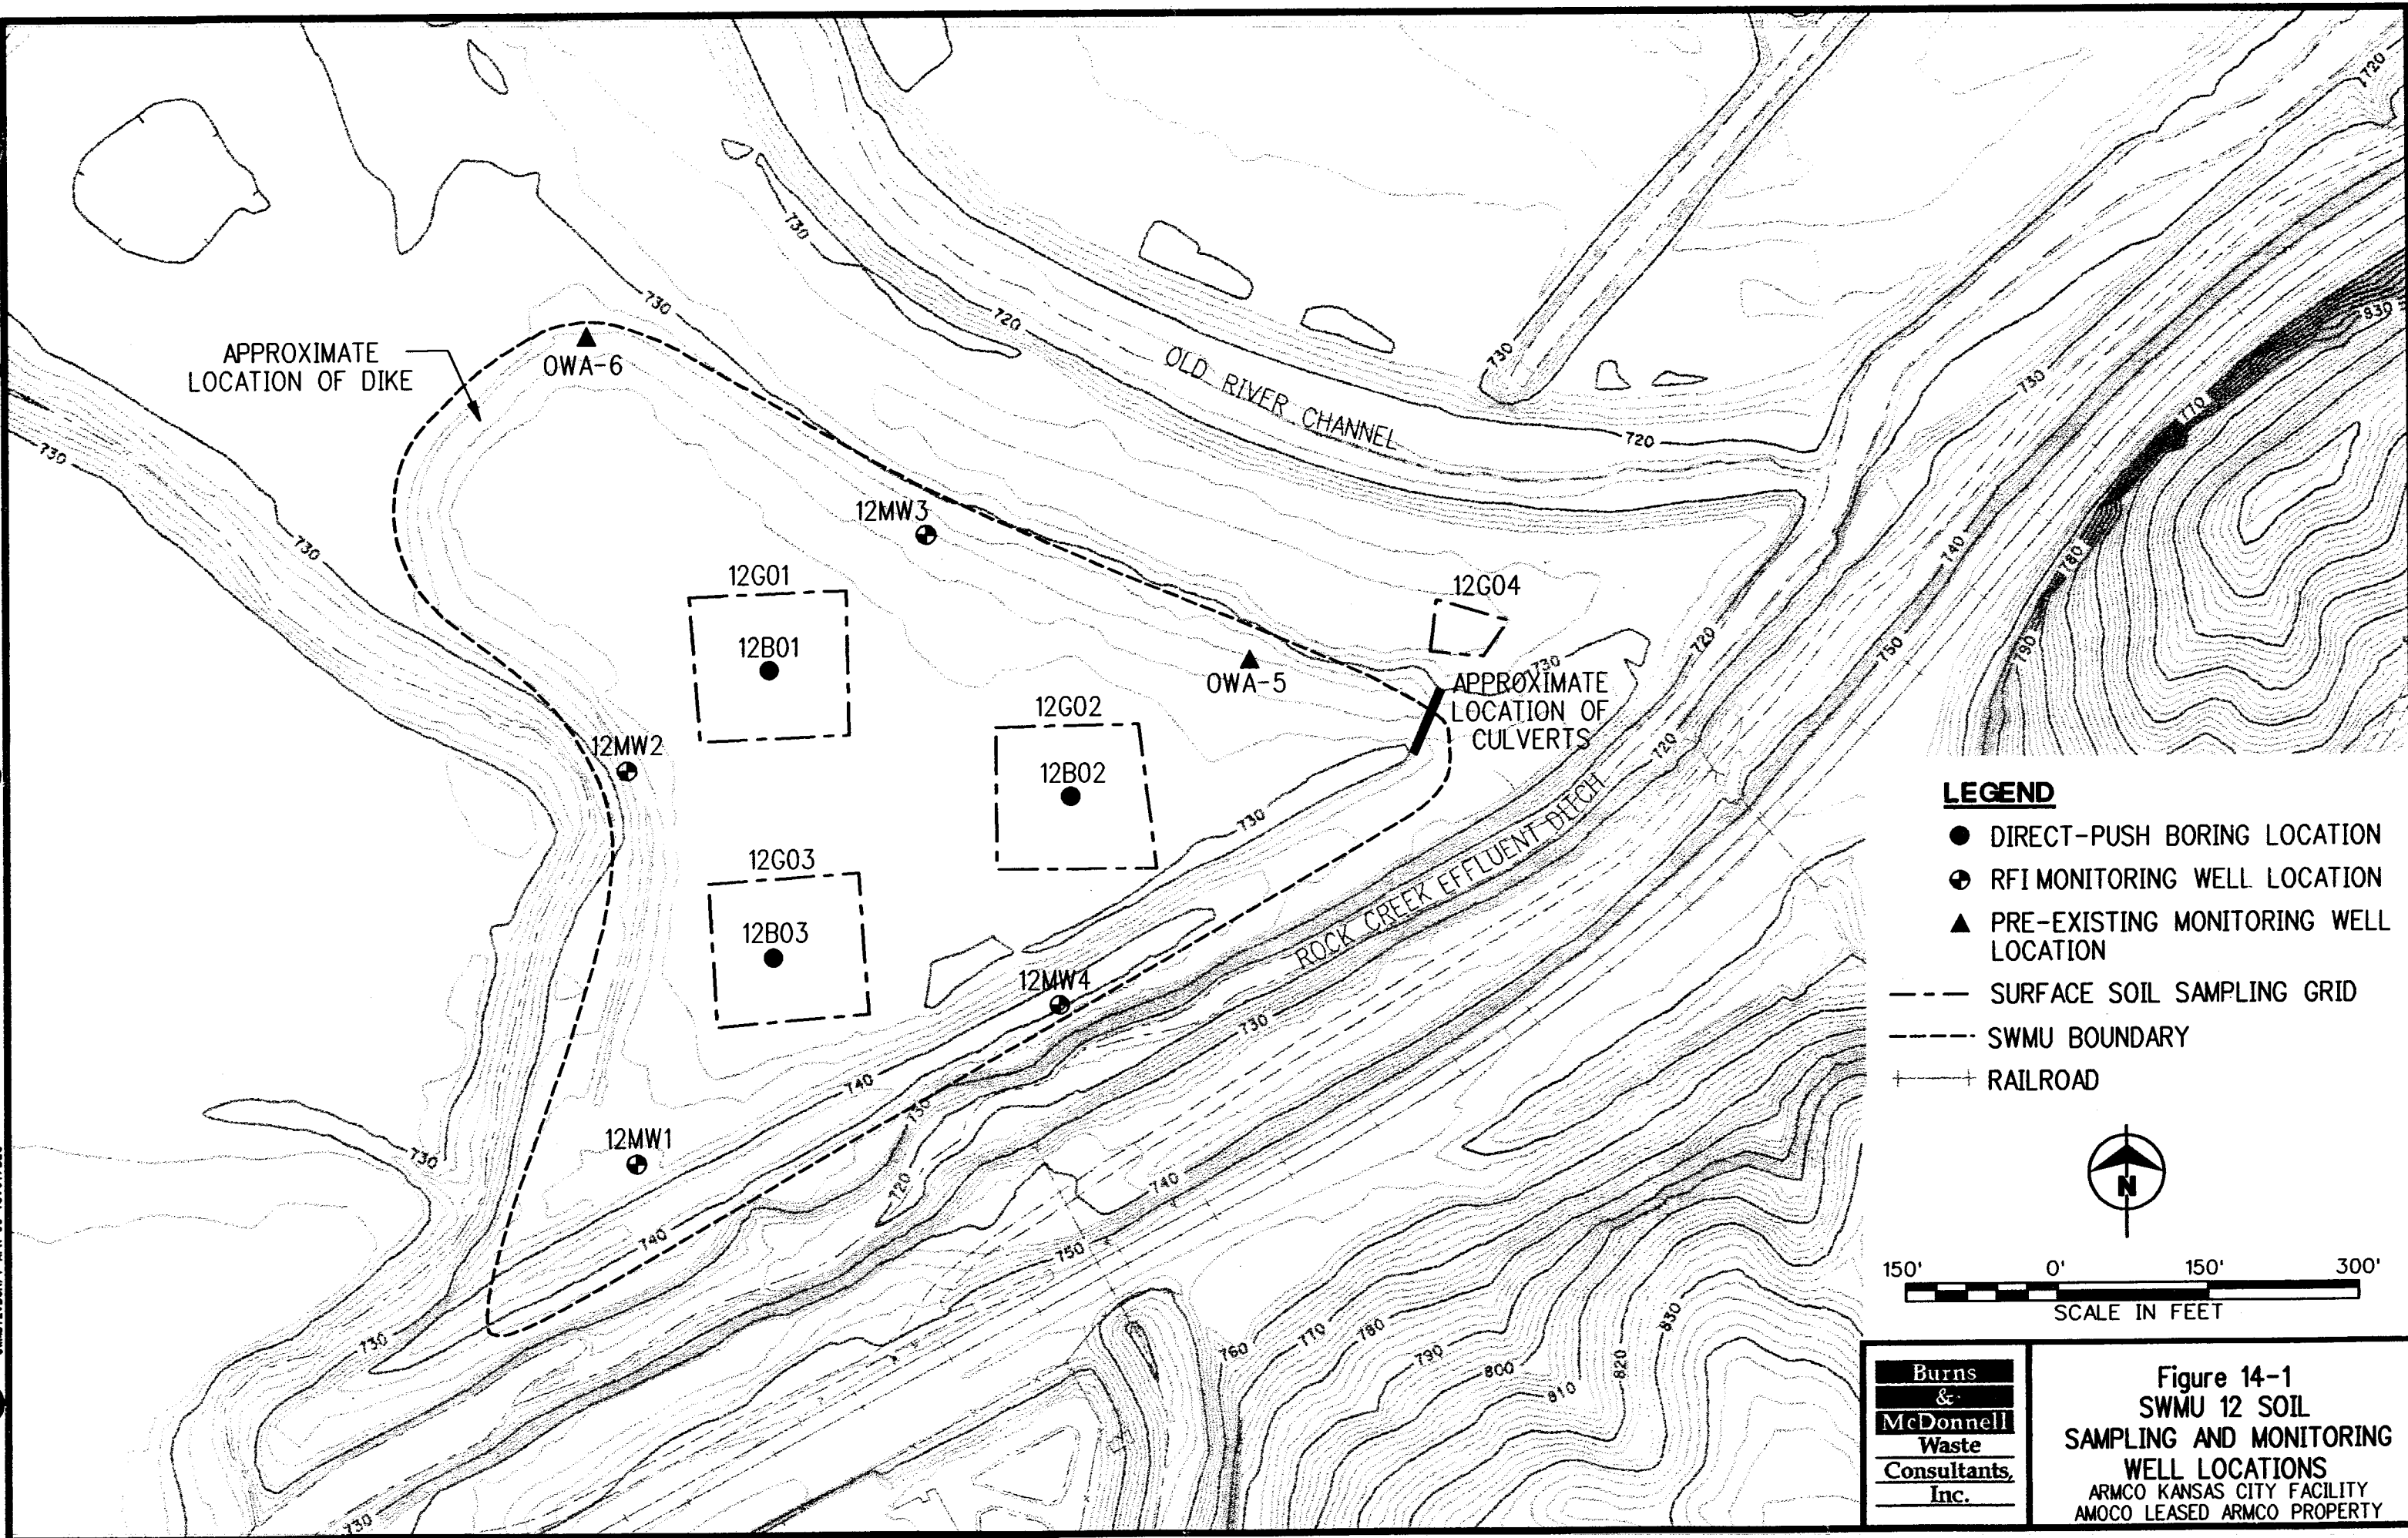 720
730
730
720
730
830
APPROXIMATE
LOCATION OF DIKE
OWA-6
OLD RIVER CHANNEL
720
730
770
730
730
12MW3
740
780
12G01
12G04
12B01
OWA-5
730
720
750
790
APPROXIMATE
LOCATION OF
CULVERTS
12G02
12MW2
12B02
720
730
12G03
12B03
ROCK CREEK EFFLUENT DITCH
12MW4
730
740
730
12MW1
730
720
740
740
750
730
760
770
780
790
800
810
820
830
730
LEGEND
DIRECT-PUSH BORING LOCATION
RFI MONITORING WELL LOCATION
PRE-EXISTING MONITORING WELL
LOCATION
SURFACE SOIL SAMPLING GRID
SWMU BOUNDARY
RAILROAD
N
150' 0' 150' 300'
SCALE IN FEET
Burns
&
McDonnell
Waste
Consultants,
Inc.
Figure 14-1
SWMU 12 SOIL
SAMPLING AND MONITORING
WELL LOCATIONS
ARMCO KANSAS CITY FACILITY
AMOCO LEASED ARMCO PROPERTY